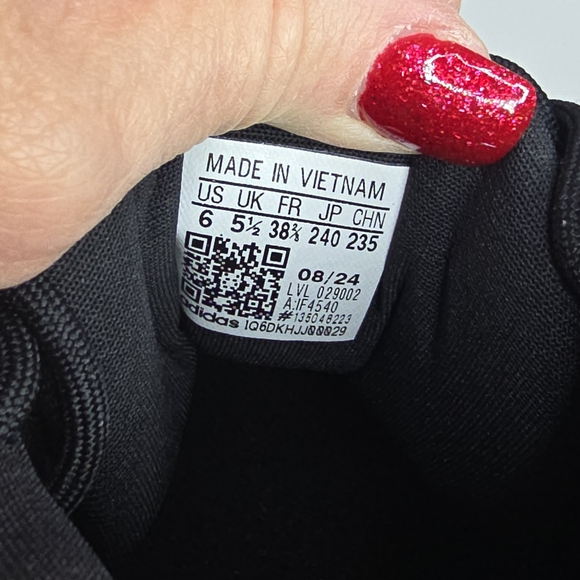 MADE IN VIETNAM
US UK FR JP CHN
6 5½ 38⅔ 240 235
08/24
LVL 029002
A:IF4540
#135048223
adidas 1Q6DKHJJ00029